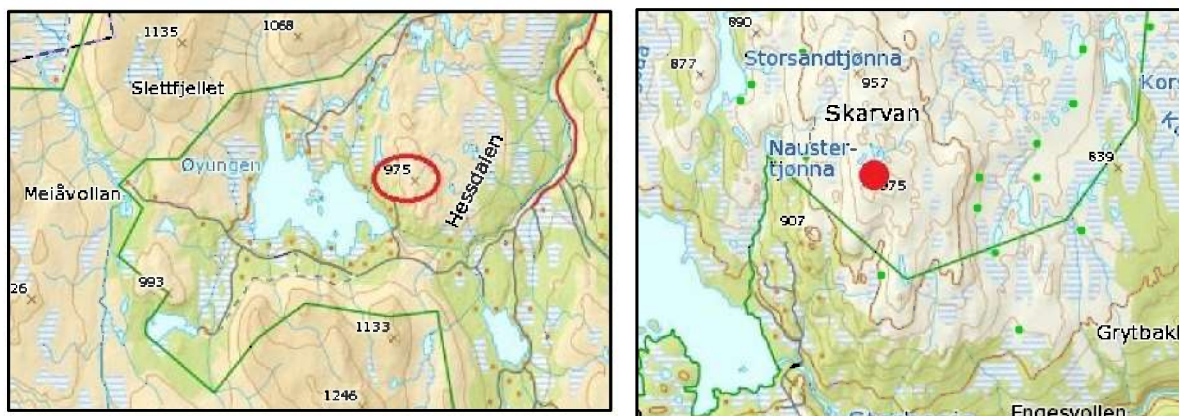 1135
1068
Slettfjellet
Øyungen
975
Meiåvollan
Hessdalen
993
26
1133
1246
890
Storsandtjønna
877
957
Skarvan
Kors
Nauster-
tjønna
975
839
907
Grytbakk
Engesvollen